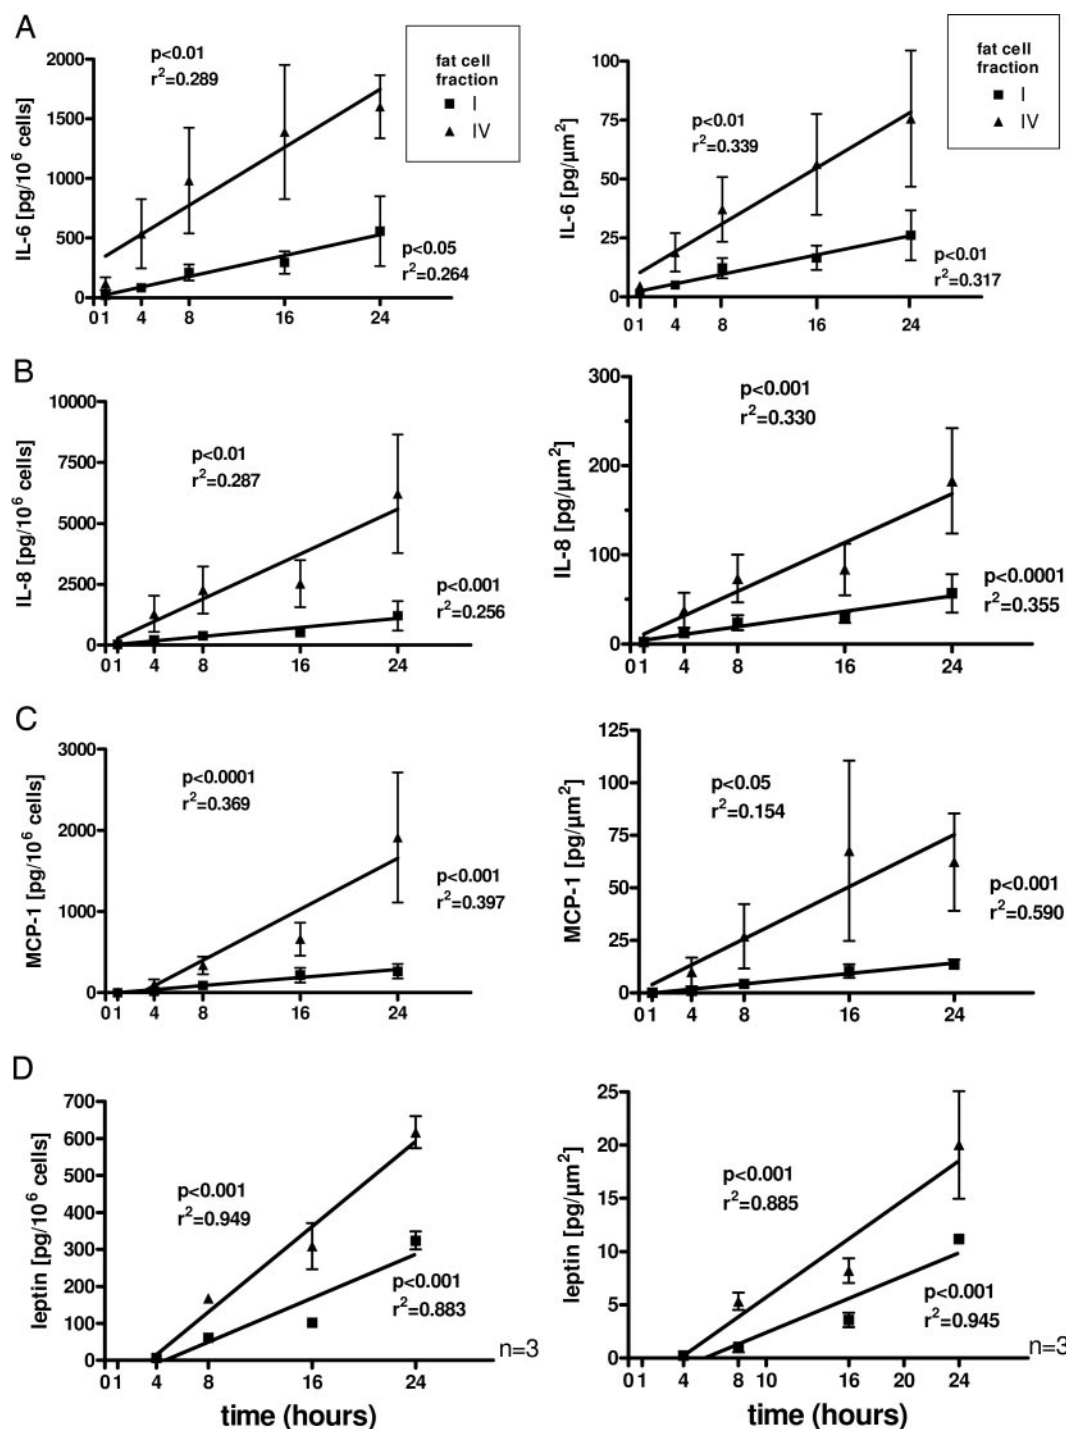 A
IL-6 [pg/10⁶ cells]
2000
1500
1000
500
0
0 1 4 8 16 24
p<0.01
r²=0.289
p<0.05
r²=0.264
fat cell
fraction
I
IV
IL-6 [pg/µm²]
100
75
50
25
0
0 1 4 8 16 24
p<0.01
r²=0.339
p<0.01
r²=0.317
fat cell
fraction
I
IV
B
IL-8 [pg/10⁶ cells]
10000
7500
5000
2500
0
0 1 4 8 16 24
p<0.01
r²=0.287
p<0.001
r²=0.256
IL-8 [pg/µm²]
300
200
100
0
0 1 4 8 16 24
p<0.001
r²=0.330
p<0.0001
r²=0.355
C
MCP-1 [pg/10⁶ cells]
3000
2000
1000
0
0 1 4 8 16 24
p<0.0001
r²=0.369
p<0.001
r²=0.397
MCP-1 [pg/µm²]
125
100
75
50
25
0
0 1 4 8 16 24
p<0.05
r²=0.154
p<0.001
r²=0.590
D
leptin [pg/10⁶ cells]
700
600
500
400
300
200
100
0
0 1 4 8 16 24
p<0.001
r²=0.949
p<0.001
r²=0.883
n=3
time (hours)
leptin [pg/µm²]
25
20
15
10
5
0
0 1 4 8 10 16 20 24
p<0.001
r²=0.885
p<0.001
r²=0.945
n=3
time (hours)